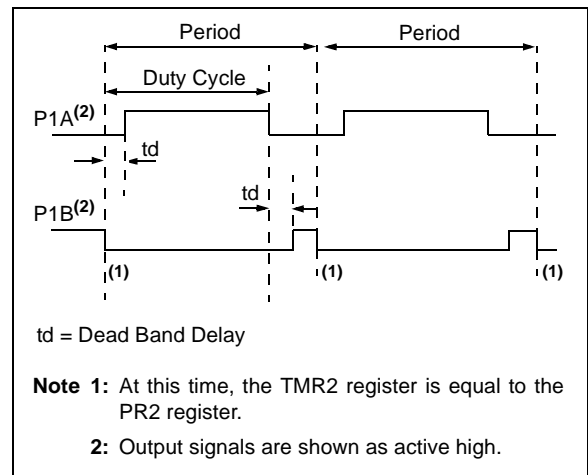 Period Period
Duty Cycle
P1A(2)
td
td
P1B(2)
(1) (1) (1)
td = Dead Band Delay
Note 1: At this time, the TMR2 register is equal to the
PR2 register.
2: Output signals are shown as active high.